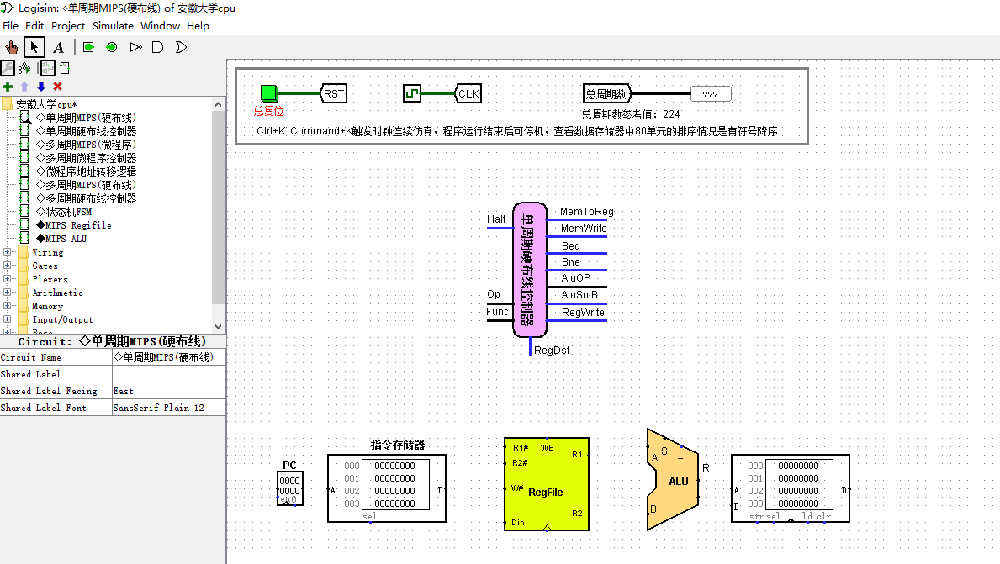 Logisim: ◇单周期MIPS(硬布线) of 安徽大学cpu
File Edit Project Simulate Window Help
A
安徽大学cpu*
◇单周期MIPS(硬布线)
◇单周期硬布线控制器
◇多周期MIPS(微程序)
◇多周期微程序控制器
◇微程序地址转移逻辑
◇多周期MIPS(硬布线)
◇多周期硬布线控制器
◇状态机FSM
◆MIPS Regifile
◆MIPS ALU
Wiring
Gates
Plexers
Arithmetic
Memory
Input/Output
Base
Circuit: ◇单周期MIPS(硬布线)
Circuit Name ◇单周期MIPS(硬布线)
Shared Label
Shared Label Facing East
Shared Label Font SansSerif Plain 12
RST CLK 总周期数 ???
总复位 总周期数参考值：224
Ctrl+K Command+K触发时钟连续仿真，程序运行结束后可停机，查看数据存储器中80单元的排序情况是有符号降序
单周期硬布线控制器
Halt
Op
Func
MemToReg
MemWrite
Beq
Bne
AluOP
AluSrcB
RegWrite
RegDst
PC
0000
0000
en0
指令存储器
000 00000000
001 00000000
A 002 00000000 D
003 00000000
sel
R1# WE R1
R2#
W# RegFile
R2
Din
A S =
ALU R
B
000 00000000
001 00000000
A 002 00000000 D
D 003 00000000
str sel ld clr